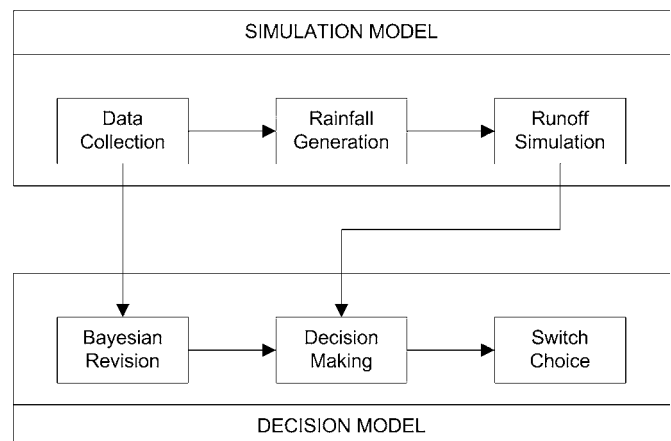 SIMULATION MODEL
Data
Collection
Rainfall
Generation
Runoff
Simulation
Bayesian
Revision
Decision
Making
Switch
Choice
DECISION MODEL